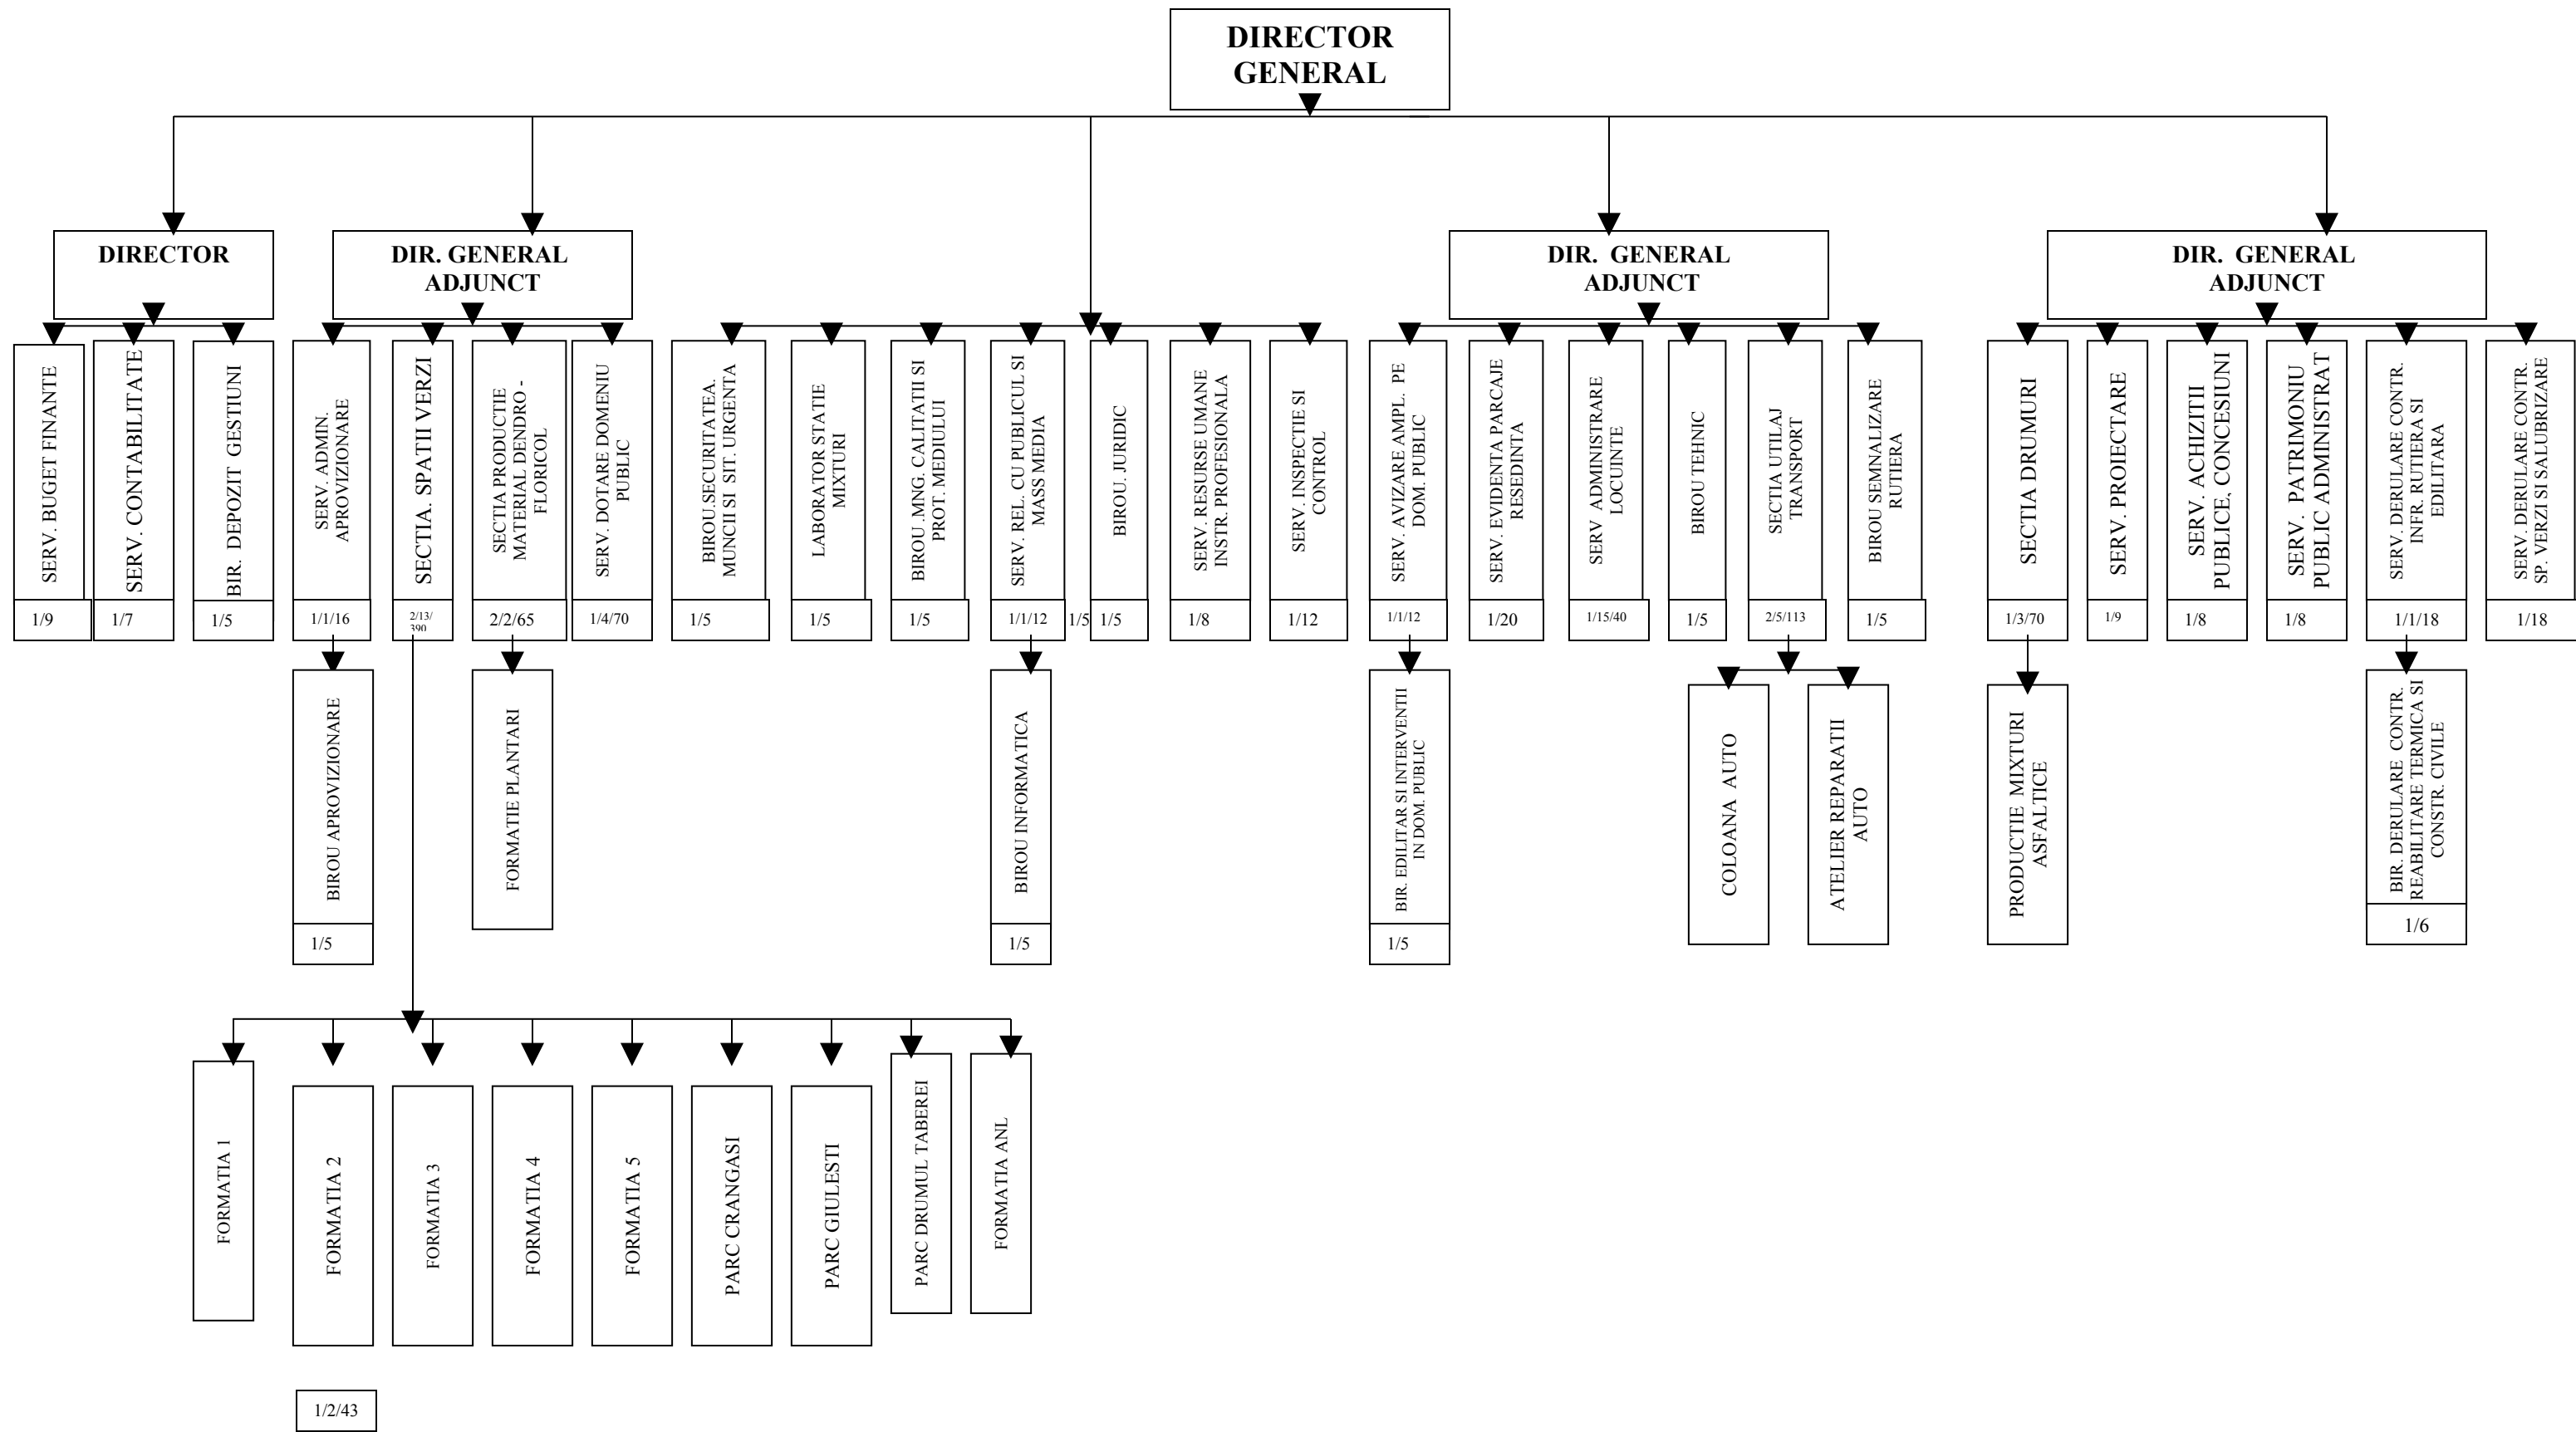 DIRECTOR
GENERAL
DIRECTOR
DIR. GENERAL
ADJUNCT
DIR. GENERAL
ADJUNCT
DIR. GENERAL
ADJUNCT
SERV. BUGET FINANTE
1/9
SERV. CONTABILITATE
1/7
BIR. DEPOZIT GESTIUNI
1/5
SERV. ADMIN.
APROVIZIONARE
1/1/16
SECTIA. SPATII VERZI
2/13/
390
SECTIA PRODUCTIE
MATERIAL DENDRO -
FLORICOL
2/2/65
SERV. DOTARE DOMENIU
PUBLIC
1/4/70
BIROU.SECURITATEA.
MUNCII SI SIT. URGENTA
1/5
LABORATOR STATIE
MIXTURI
1/5
BIROU .MNG. CALITATII SI
PROT. MEDIULUI
1/5
SERV. REL. CU PUBLICUL SI
MASS MEDIA
1/1/12
1/5
BIROU. JURIDIC
1/5
SERV. RESURSE UMANE
INSTR. PROFESIONALA
1/8
SERV. INSPECTIE SI
CONTROL
1/12
SERV. AVIZARE AMPL. PE
DOM. PUBLIC
1/1/12
SERV. EVIDENTA PARCAJE
RESEDINTA
1/20
SERV ADMINISTRARE
LOCUINTE
1/15/40
BIROU TEHNIC
1/5
SECTIA UTILAJ
TRANSPORT
2/5/113
BIROU SEMNALIZARE
RUTIERA
1/5
SECTIA DRUMURI
1/3/70
SERV. PROIECTARE
1/9
SERV. ACHIZITII
PUBLICE, CONCESIUNI
1/8
SERV. PATRIMONIU
PUBLIC ADMINISTRAT
1/8
SERV. DERULARE CONTR.
INFR. RUTIERA SI
EDILITARA
1/1/18
SERV. DERULARE CONTR.
SP. VERZI SI SALUBRIZARE
1/18
BIROU APROVIZIONARE
1/5
FORMATIE PLANTARI
BIROU INFORMATICA
1/5
BIR. EDILITAR SI INTERVENTII
IN DOM. PUBLIC
1/5
COLOANA AUTO
ATELIER REPARATII
AUTO
PRODUCTIE MIXTURI
ASFALTICE
BIR. DERULARE CONTR.
REABILITARE TERMICA SI
CONSTR. CIVILE
1/6
FORMATIA 1
FORMATIA 2
FORMATIA 3
FORMATIA 4
FORMATIA 5
PARC CRANGASI
PARC GIULESTI
PARC DRUMUL TABEREI
FORMATIA ANL
1/2/43